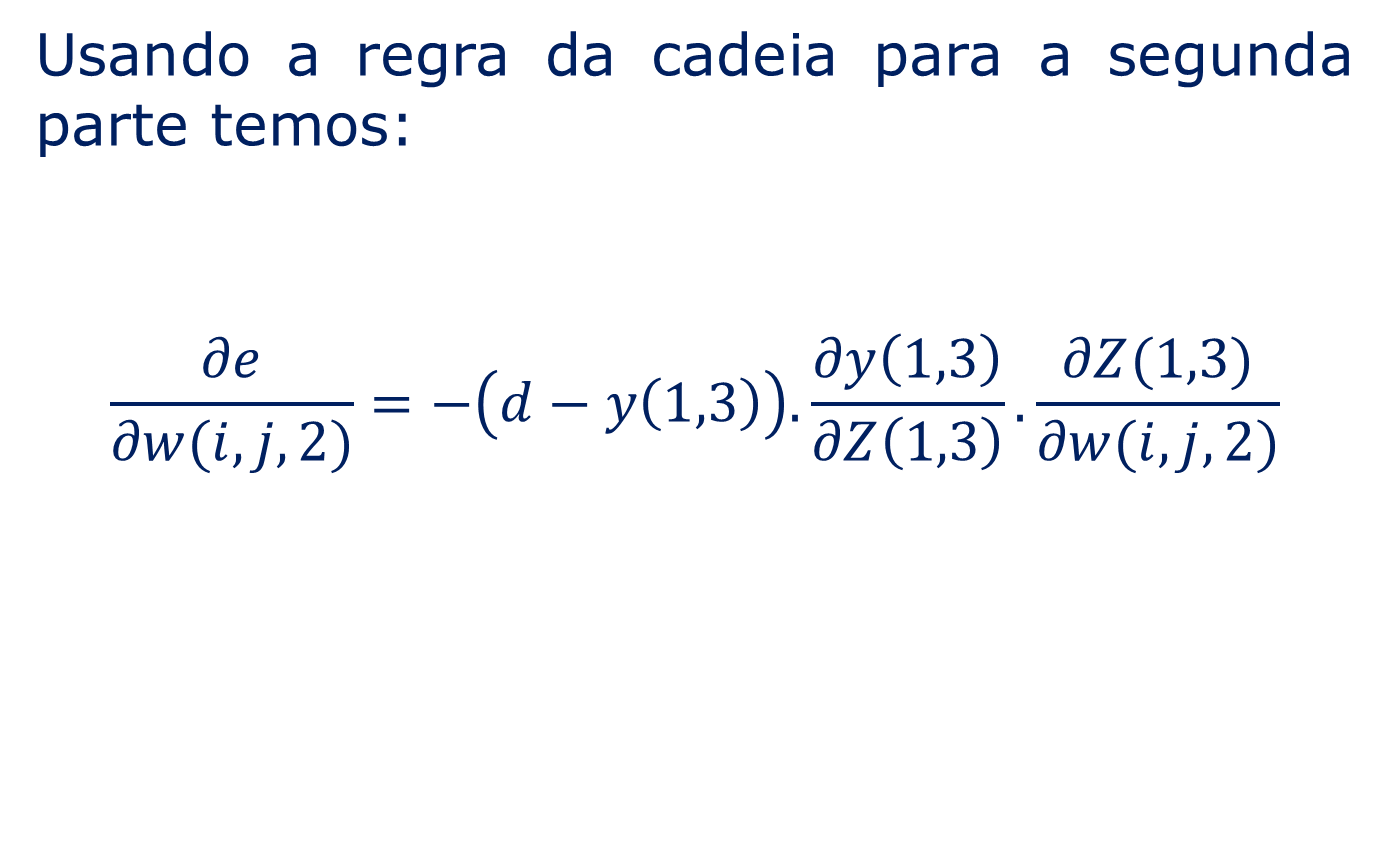 Usando a regra da cadeia para a segunda
parte temos:
∂e/∂w(i, j, 2) = −(d − y(1,3)). ∂y(1,3)/∂Z(1,3) . ∂Z(1,3)/∂w(i, j, 2)